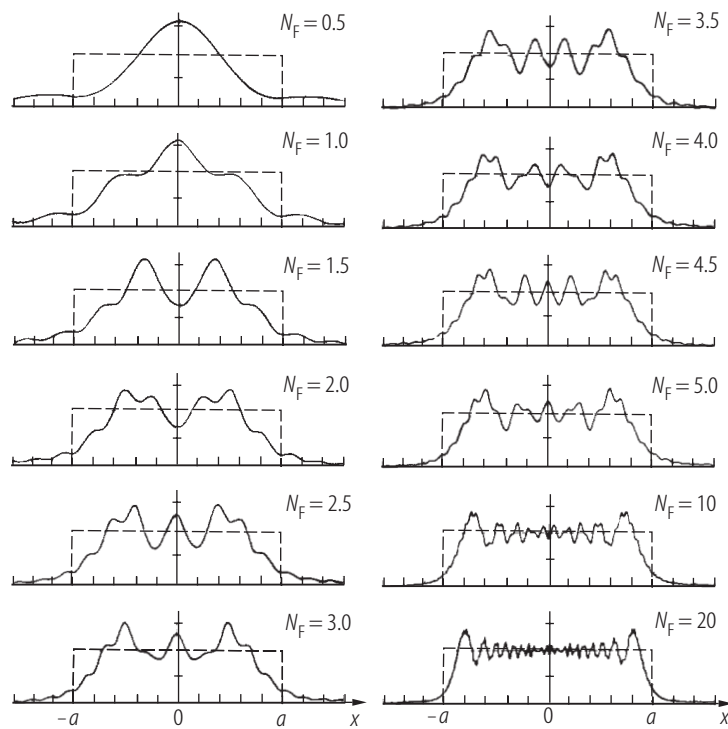 N_F = 0.5
N_F = 1.0
N_F = 1.5
N_F = 2.0
N_F = 2.5
N_F = 3.0
–a 0 a x
N_F = 3.5
N_F = 4.0
N_F = 4.5
N_F = 5.0
N_F = 10
N_F = 20
–a 0 a x